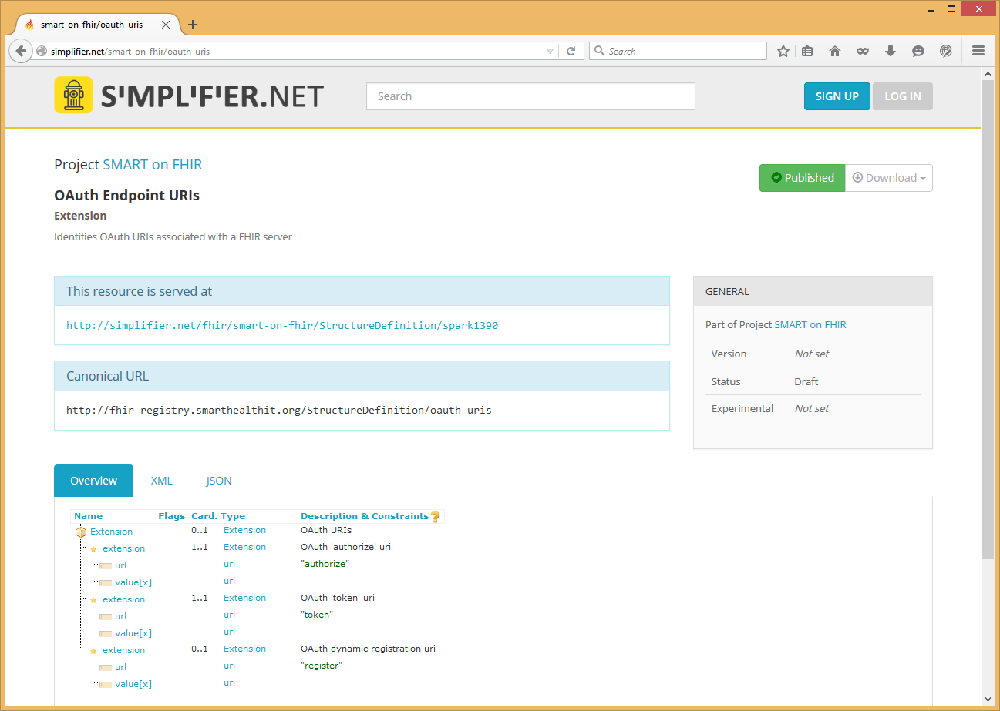 smart-on-fhir/oauth-uris
simplifier.net/smart-on-fhir/oauth-uris
Search
SIMPLIFIER.NET
Search
SIGN UP
LOG IN
Project SMART on FHIR
Published
Download
OAuth Endpoint URIs
Extension
Identifies OAuth URIs associated with a FHIR server
This resource is served at
http://simplifier.net/fhir/smart-on-fhir/StructureDefinition/spark1390
Canonical URL
http://fhir-registry.smarthealthit.org/StructureDefinition/oauth-uris
GENERAL
Part of Project SMART on FHIR
Version Not set
Status Draft
Experimental Not set
Overview XML JSON
Name Flags Card. Type Description & Constraints ?
Extension 0..1 Extension OAuth URIs
extension 1..1 Extension OAuth 'authorize' uri
url uri "authorize"
value[x] uri
extension 1..1 Extension OAuth 'token' uri
url uri "token"
value[x] uri
extension 0..1 Extension OAuth dynamic registration uri
url uri "register"
value[x] uri